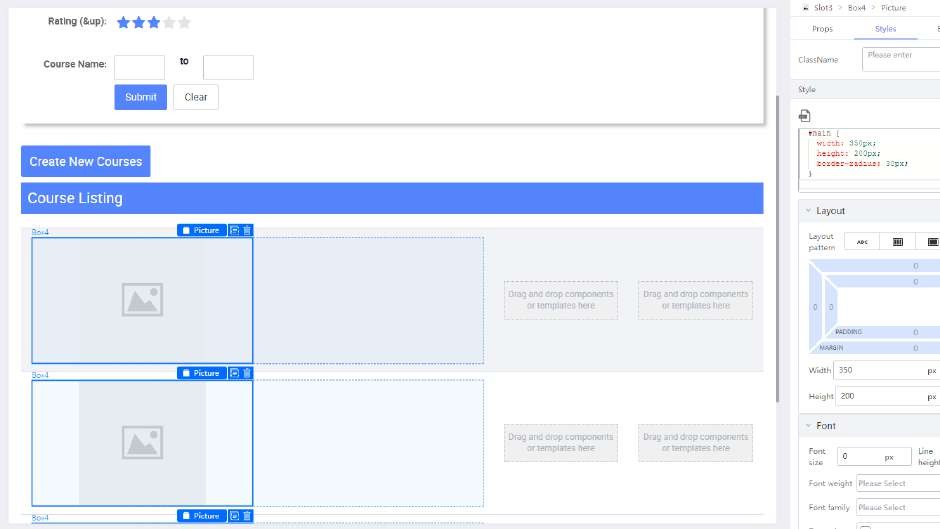 Rating (&up):
Course Name:
to
Submit
Clear
Create New Courses
Course Listing
Box4
Picture
Drag and drop components
or templates here
Drag and drop components
or templates here
Box4
Picture
Drag and drop components
or templates here
Drag and drop components
or templates here
Box4
Picture
Slot3 > Box4 > Picture
Props
Styles
ClassName
Please enter
Style
#main {
width: 350px;
height: 200px;
border-radius: 30px;
}
Layout
Layout
pattern
ABC
0
0
0
0
PADDING
0
MARGIN
0
Width
350
px
Height
200
px
Font
Font
size
0
px
Line
height
Font weight
Please Select
Font family
Please Select